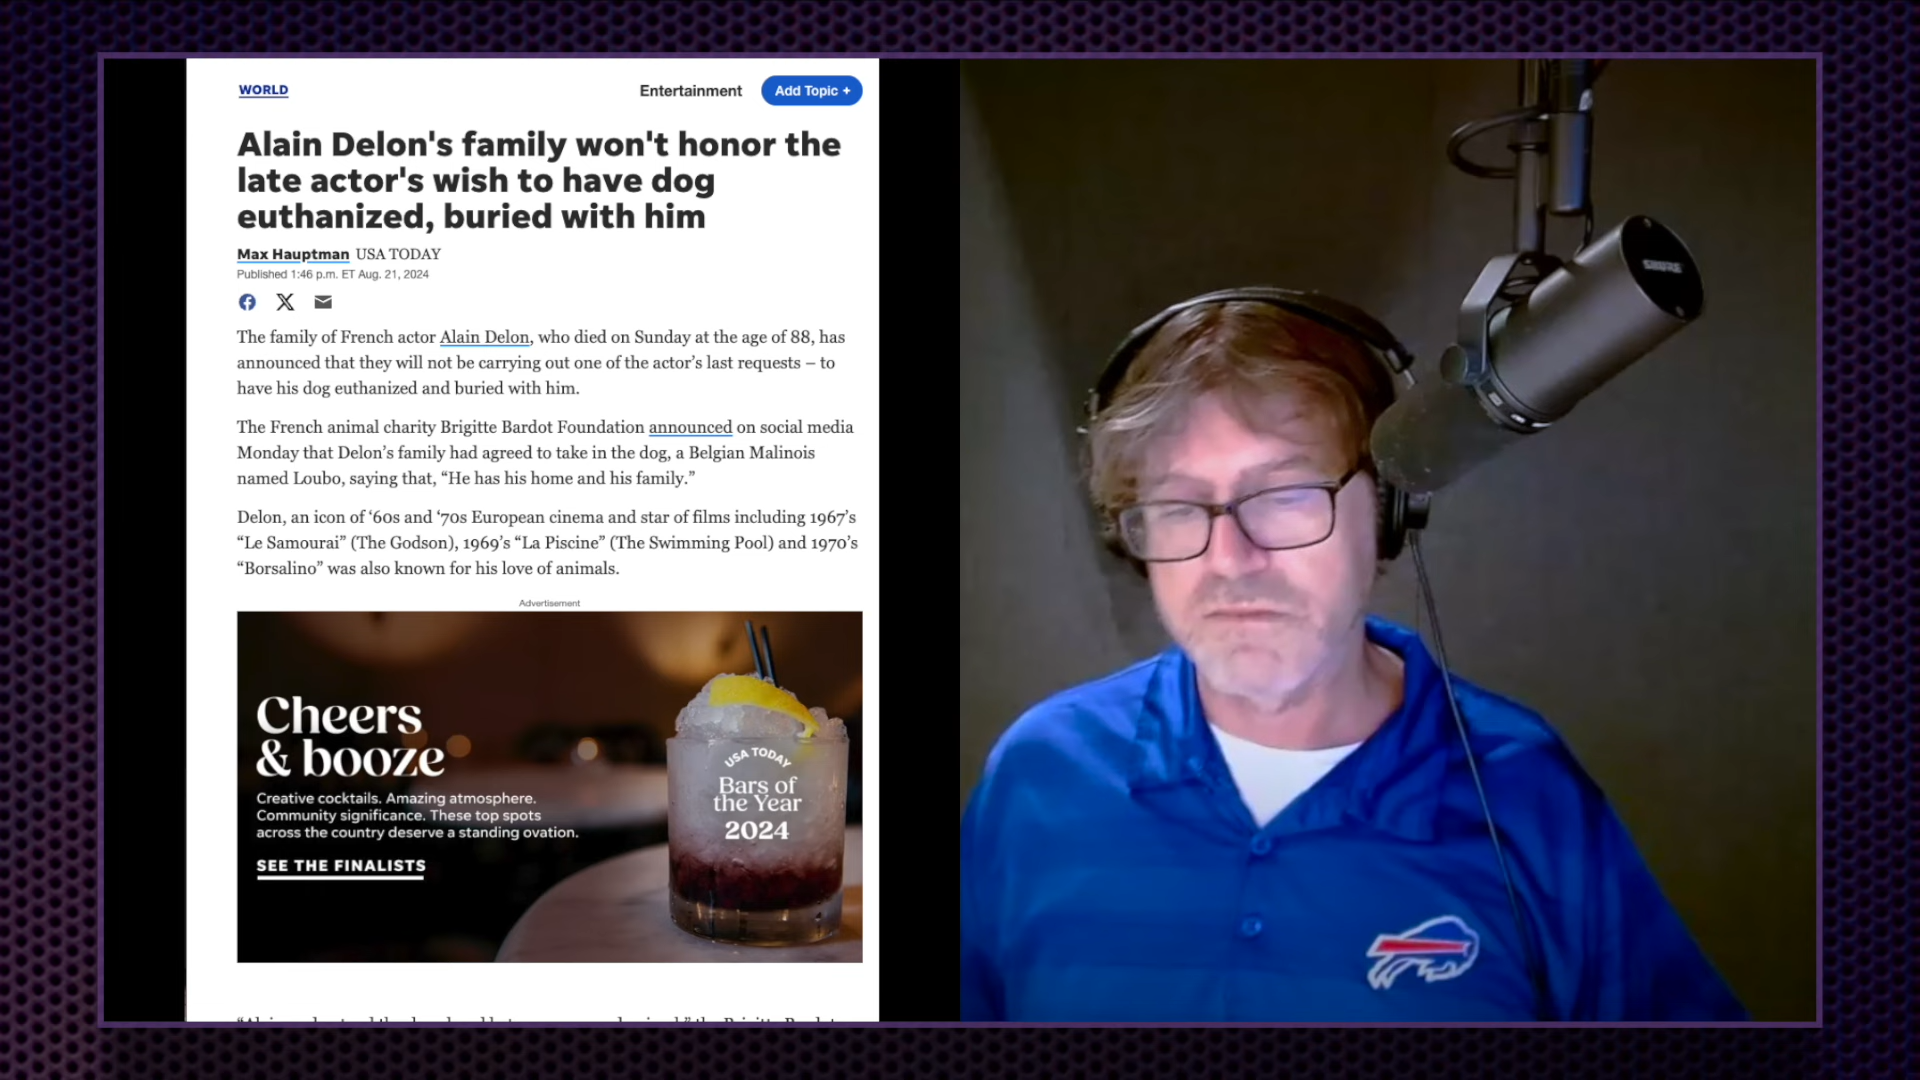 WORLD
Entertainment
Add Topic +
Alain Delon's family won't honor the
late actor's wish to have dog
euthanized, buried with him
Max Hauptman USA TODAY
Published 1:46 p.m. ET Aug. 21, 2024
The family of French actor Alain Delon, who died on Sunday at the age of 88, has
announced that they will not be carrying out one of the actor’s last requests – to
have his dog euthanized and buried with him.
The French animal charity Brigitte Bardot Foundation announced on social media
Monday that Delon’s family had agreed to take in the dog, a Belgian Malinois
named Loubo, saying that, “He has his home and his family.”
Delon, an icon of ‘60s and ‘70s European cinema and star of films including 1967’s
“Le Samourai” (The Godson), 1969’s “La Piscine” (The Swimming Pool) and 1970’s
“Borsalino” was also known for his love of animals.
Advertisement
Cheers
& booze
Creative cocktails. Amazing atmosphere.
Community significance. These top spots
across the country deserve a standing ovation.
SEE THE FINALISTS
USA TODAY
Bars of
the Year
2024
SHURE